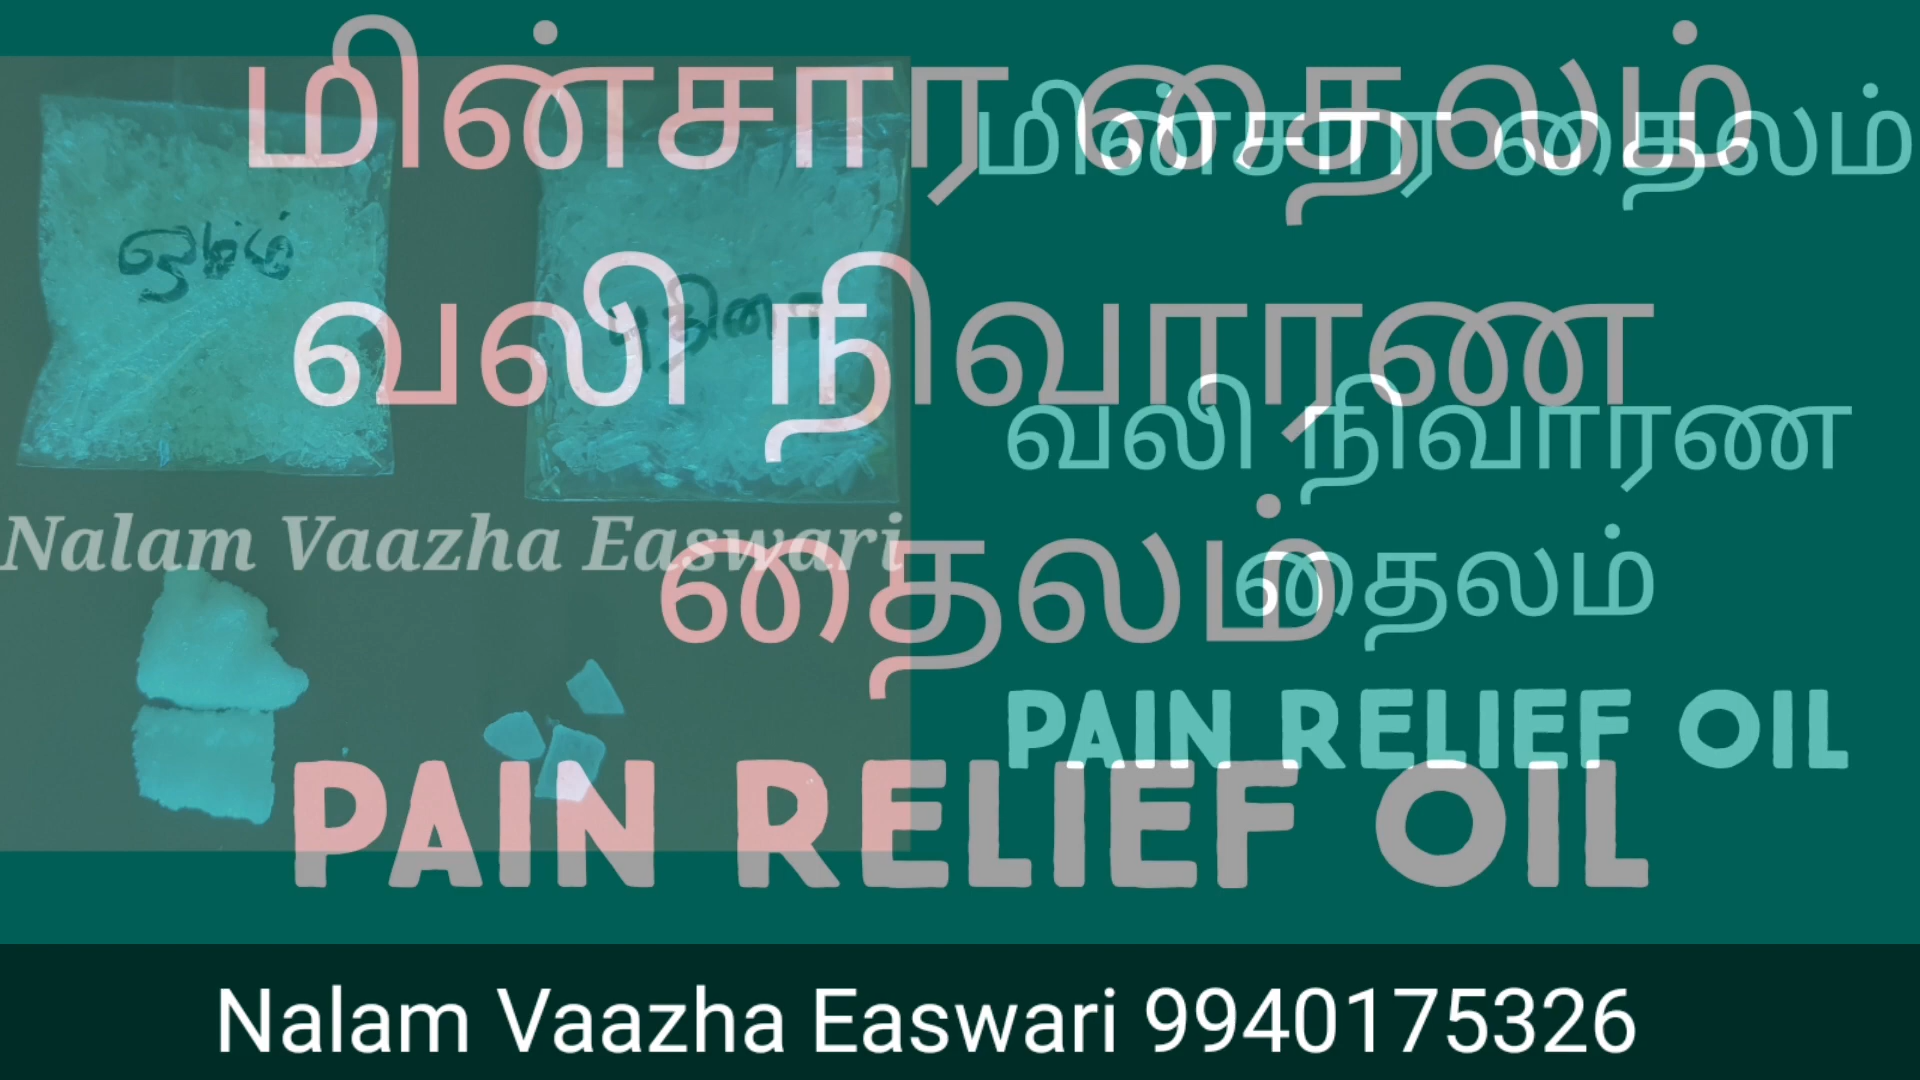 மின்சார தைலம்
மின்சார தைலம்
ஓமம்
புதினா
வலி நிவாரண
வலி நிவாரண
Nalam Vaazha Easwari
தைலம்
தைலம்
PAIN RELIEF OIL
PAIN RELIEF OIL
Nalam Vaazha Easwari 9940175326